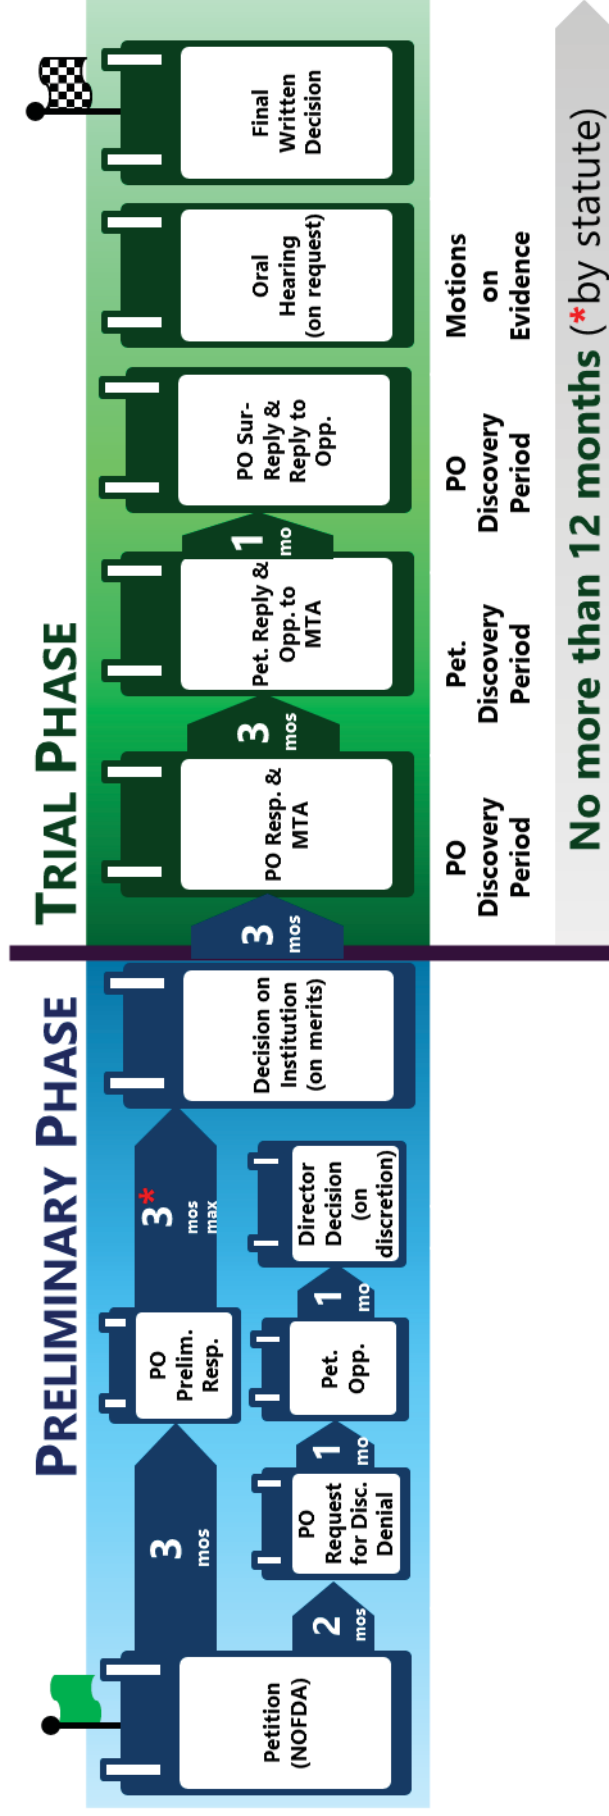 PRELIMINARY PHASE
TRIAL PHASE
Petition
(NOFDA)
3
mos
PO
Prelim.
Resp.
3*
mos
max
2
mos
PO
Request
for Disc.
Denial
1
mo
Pet.
Opp.
1
mo
Director
Decision
(on
discretion)
Decision on
Institution
(on merits)
3
mos
PO Resp. &
MTA
3
mos
Pet. Reply &
Opp. to
MTA
1
mo
PO Sur-
Reply &
Reply to
Opp.
Oral
Hearing
(on request)
Final
Written
Decision
PO
Discovery
Period
Pet.
Discovery
Period
PO
Discovery
Period
Motions
on
Evidence
No more than 12 months (*by statute)